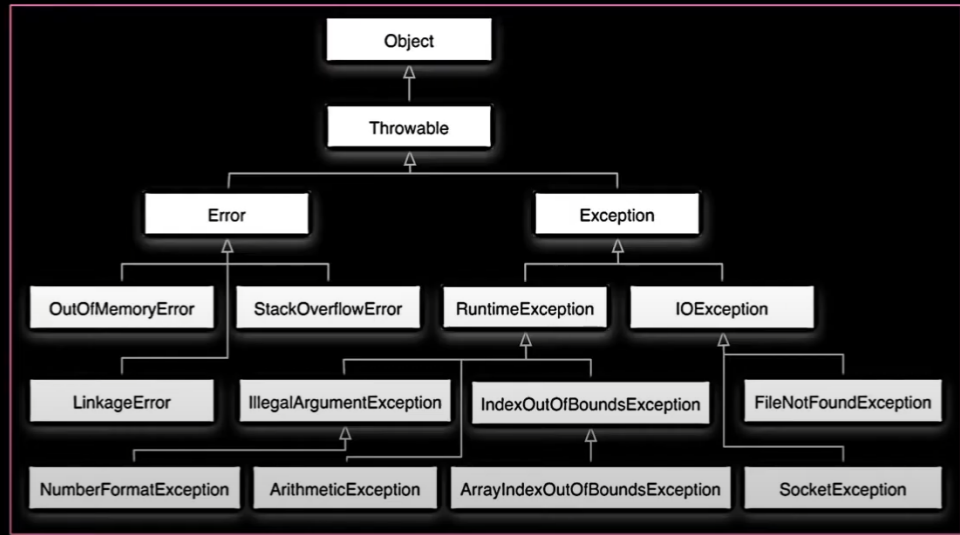 Object
Throwable
Error
Exception
OutOfMemoryError
StackOverflowError
RuntimeException
IOException
LinkageError
IllegalArgumentException
IndexOutOfBoundsException
FileNotFoundException
NumberFormatException
ArithmeticException
ArrayIndexOutOfBoundsException
SocketException